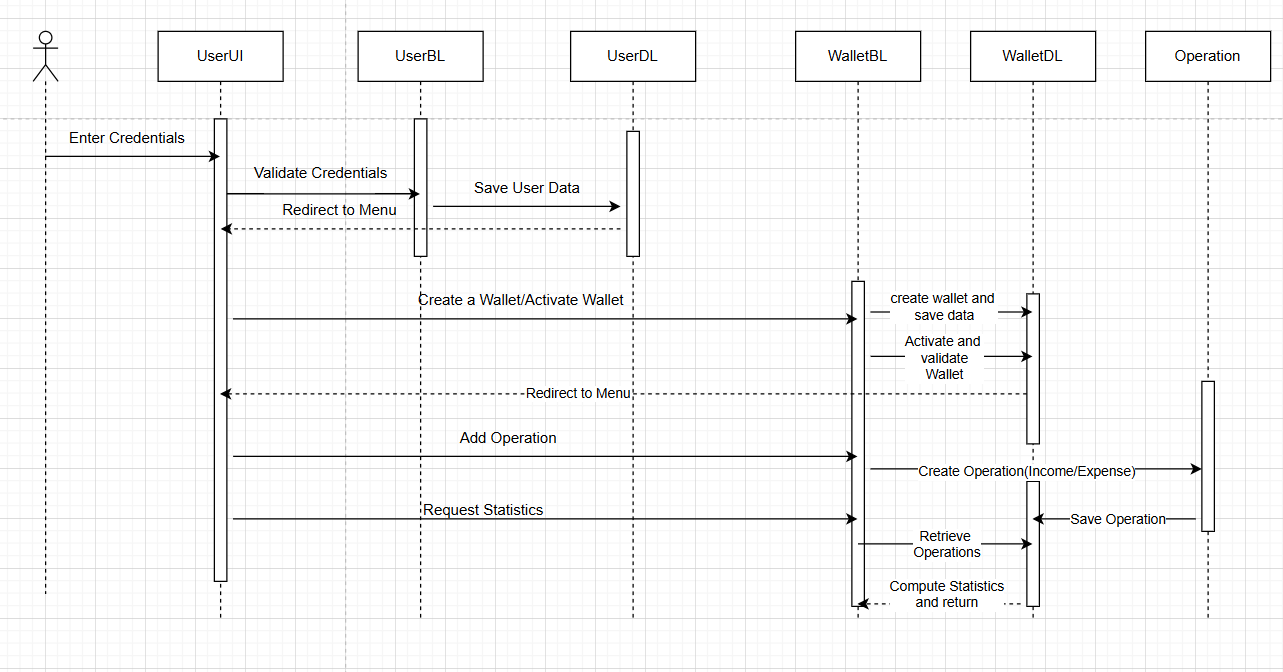 UserUI
UserBL
UserDL
WalletBL
WalletDL
Operation
Enter Credentials
Validate Credentials
Save User Data
Redirect to Menu
Create a Wallet/Activate Wallet
create wallet and
save data
Activate and
validate
Wallet
Redirect to Menu
Add Operation
Create Operation(Income/Expense)
Request Statistics
Save Operation
Retrieve
Operations
Compute Statistics
and return